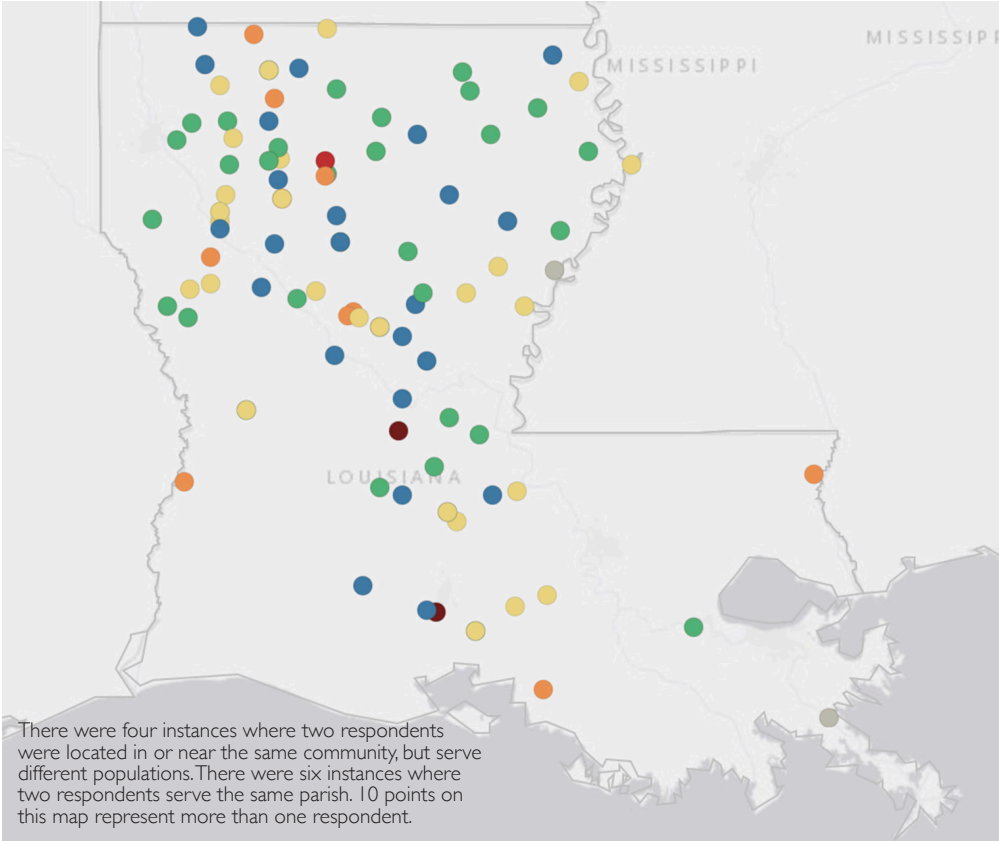 MISSISSIPP
MISSISSIPPI
LOUISIANA
There were four instances where two respondents
were located in or near the same community, but serve
different populations. There were six instances where
two respondents serve the same parish. 10 points on
this map represent more than one respondent.